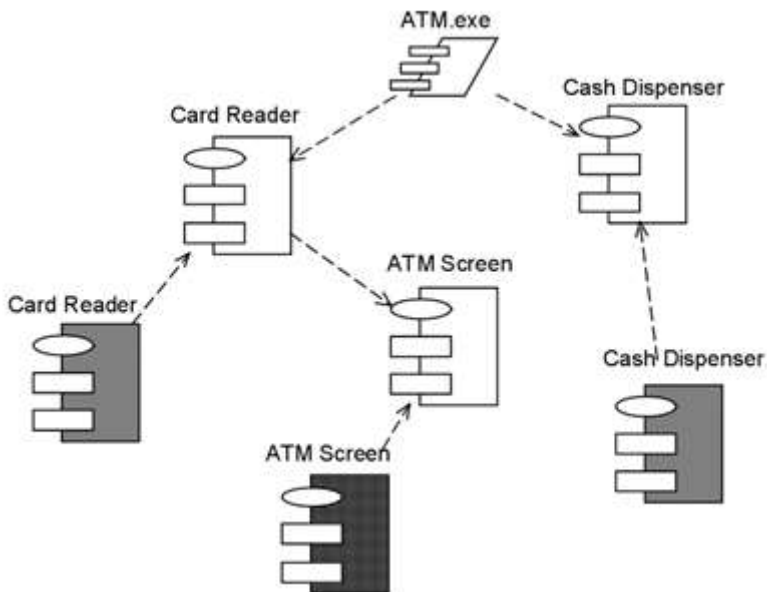 ATM.exe
Cash Dispenser
Card Reader
ATM Screen
Card Reader
Cash Dispenser
ATM Screen